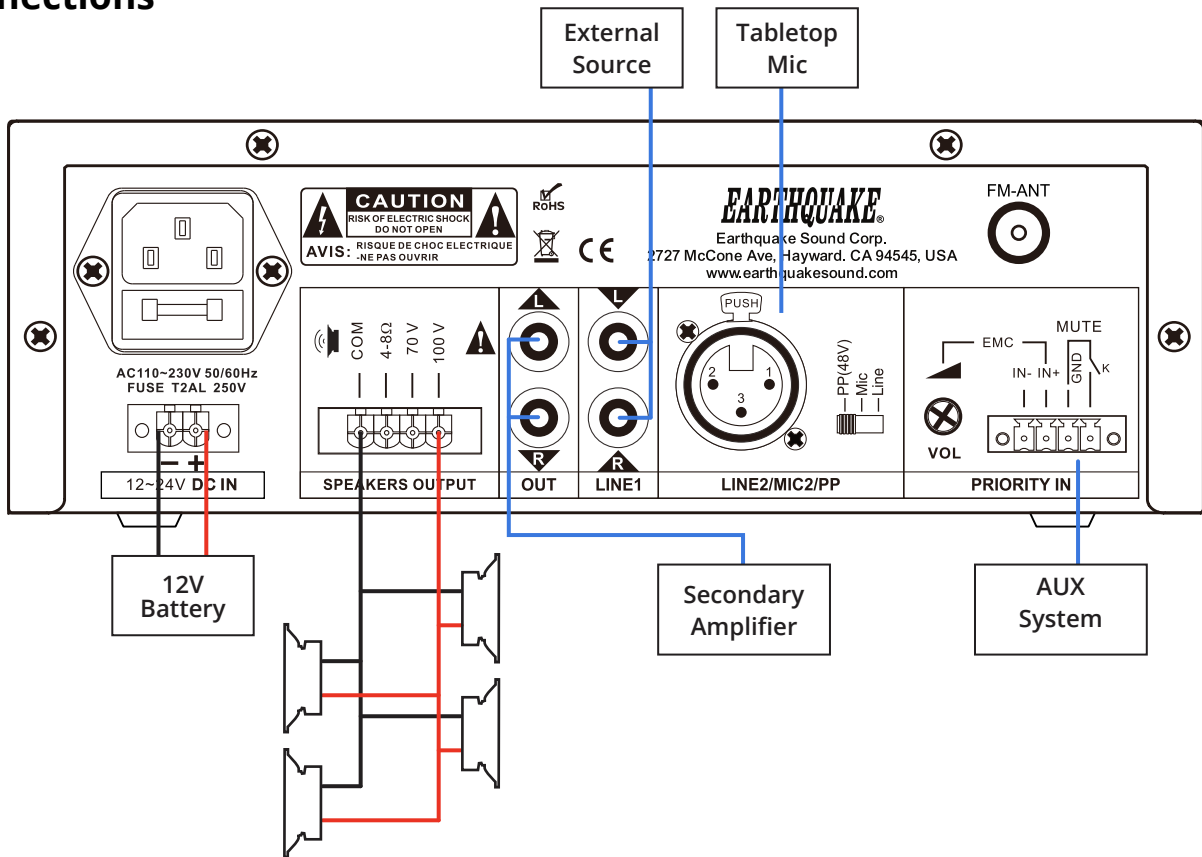 External
Source
Tabletop
Mic
CAUTION
RISK OF ELECTRIC SHOCK
DO NOT OPEN
AVIS: RISQUE DE CHOC ELECTRIQUE
-NE PAS OUVRIR
RoHS
CE
EARTHQUAKE®
Earthquake Sound Corp.
2727 McCone Ave, Hayward. CA 94545, USA
www.earthquakesound.com
FM-ANT
AC110~230V 50/60Hz
FUSE T2AL 250V
− +
12~24V DC IN
COM
4-8Ω
70 V
100 V
SPEAKERS OUTPUT
L
R
OUT
L
R
LINE1
PUSH
2
1
3
PP(48V)
Mic
Line
LINE2/MIC2/PP
EMC
MUTE
IN- IN+
GND
K
VOL
PRIORITY IN
12V
Battery
Secondary
Amplifier
AUX
System